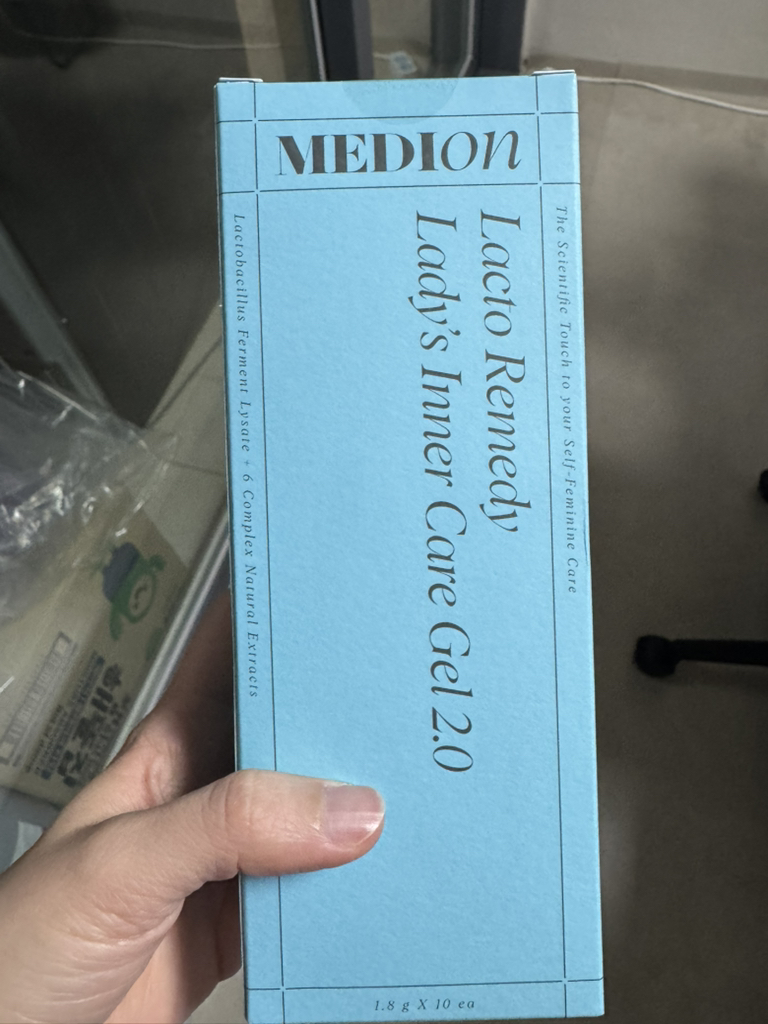 MEDIon
Lacto Remedy
Lady's Inner Care Gel 2.0
The Scientific Touch to your Self-Feminine Care
Lactobacillus Ferment Lysate + 6 Complex Natural Extracts
1.8 g X 10 ea